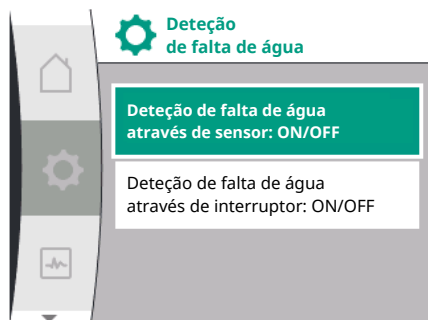 Deteção
de falta de água
Deteção de falta de água
através de sensor: ON/OFF
Deteção de falta de água
através de interruptor: ON/OFF